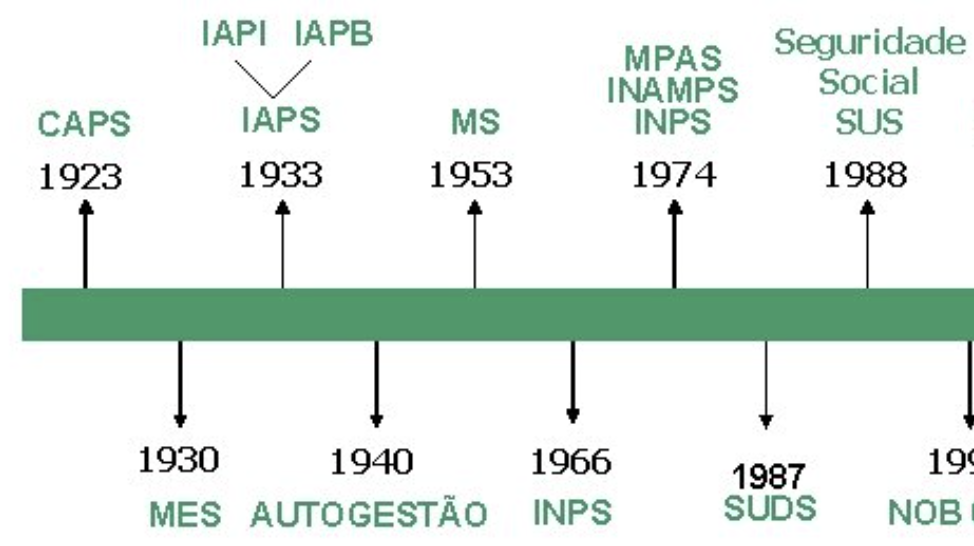 IAPI IAPB
CAPS
IAPS
MS
MPAS
INAMPS
INPS
Seguridade
Social
SUS
1923
1933
1953
1974
1988
1930
1940
1966
1987
MES
AUTOGESTÃO
INPS
SUDS
NOB